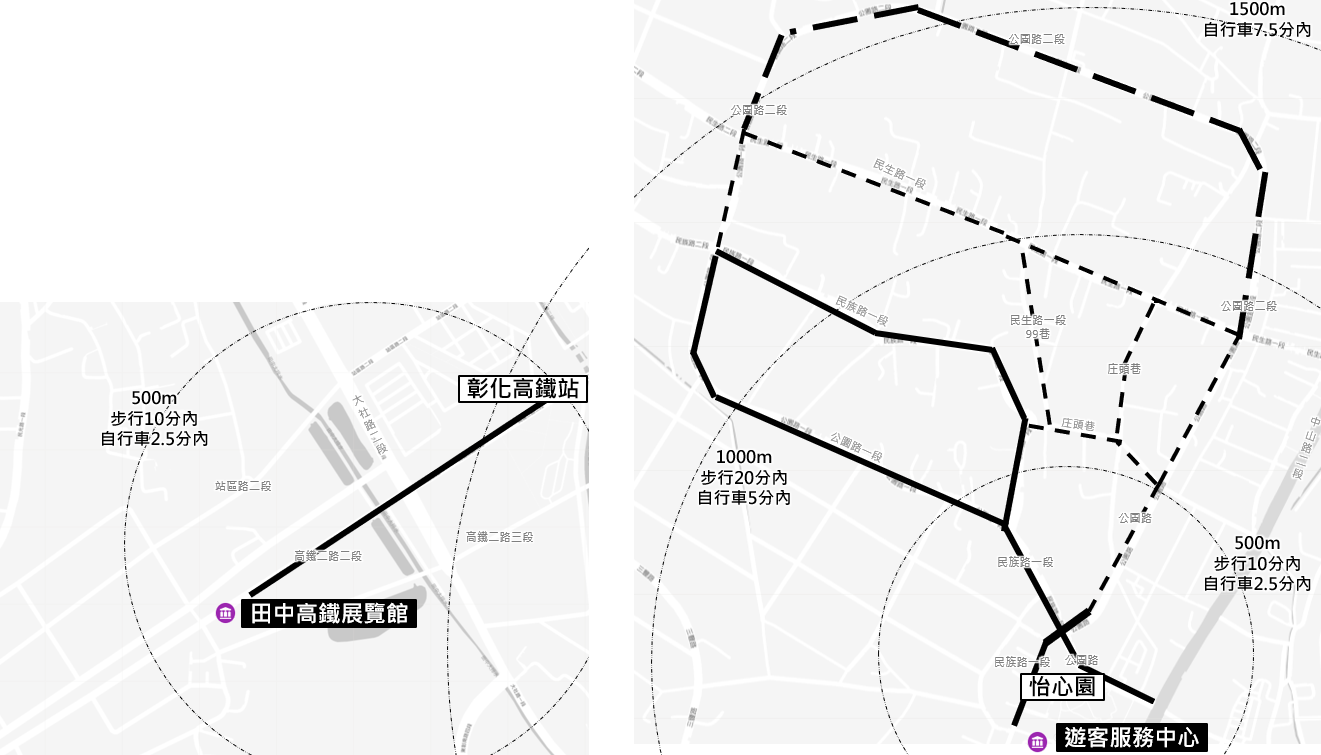 500m
步行10分內
自行車2.5分內
彰化高鐵站
大社路二段
站區路二段
高鐵二路三段
高鐵二路二段
田中高鐵展覽館
1500m
自行車7.5分內
公園路二段
公園路二段
民生路一段
公園路二段
民族路一段
民生路一段
99巷
庄頭巷
庄頭巷
公園路一段
中山路二段
1000m
步行20分內
自行車5分內
公園路
500m
步行10分內
自行車2.5分內
民族路一段
民族路一段
公園路
怡心園
遊客服務中心